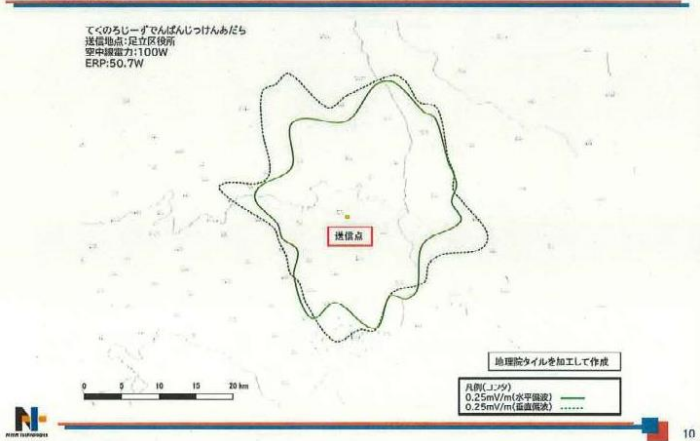 てくのろじーずでんぱんじっけんあだち
送信地点:足立区役所
空中線電力:100W
ERP:50.7W
送信点
地理院タイルを加工して作成
0 5 10 15 20 km
凡例(コンタ)
0.25mV/m(水平偏波)
0.25mV/m(垂直偏波)
10